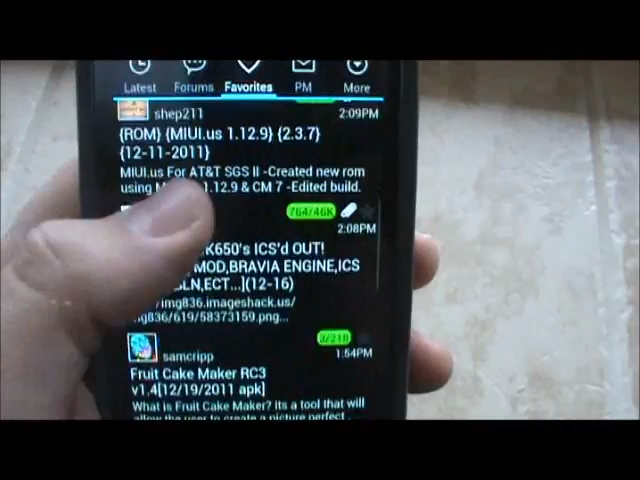 Latest Forums Favorites PM More
shep211
2:09PM
{ROM} {MIUI.us 1.12.9} {2.3.7}
{12-11-2011}
MIUI.us For AT&T SGS II -Created new rom
using 1.12.9 & CM 7 -Edited build.
764/46K
2:08PM
K650's ICS'd OUT!
MOD,BRAVIA ENGINE,ICS
LN,ECT...](12-16)
/img836.imageshack.us/
img836/619/58373159.png...
3/218
samcripp
1:54PM
Fruit Cake Maker RC3
v1.4[12/19/2011 apk]
What is Fruit Cake Maker? Its a tool that will
allow the user to create a picture perfect